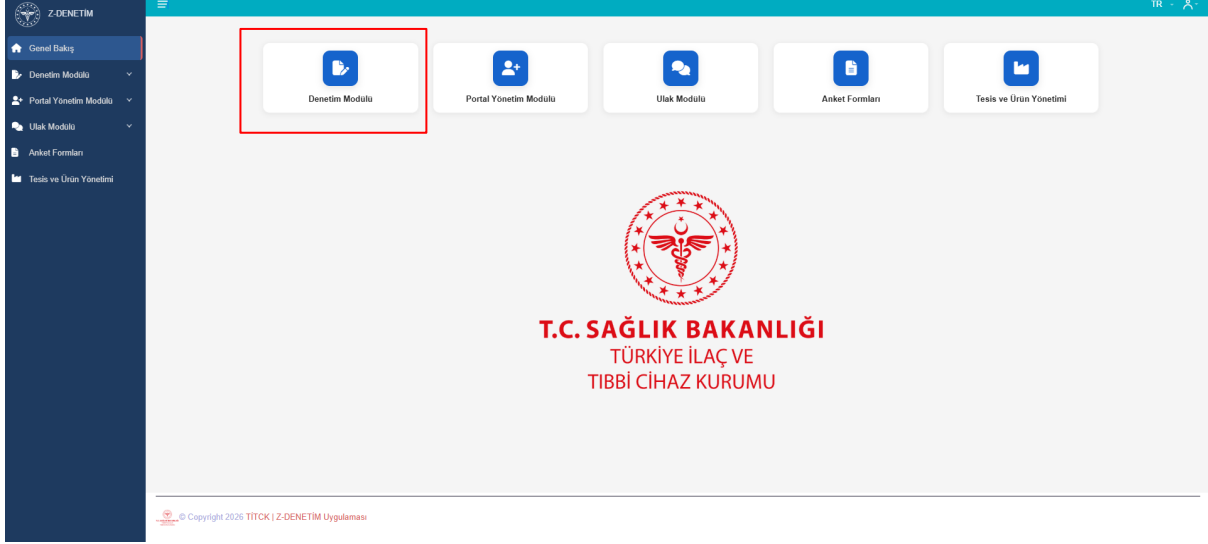 Z-DENETİM
TR
Genel Bakış
Denetim Modülü
Portal Yönetim Modülü
Ulak Modülü
Anket Formları
Tesis ve Ürün Yönetimi
Denetim Modülü
Portal Yönetim Modülü
Ulak Modülü
Anket Formları
Tesis ve Ürün Yönetimi
T.C. SAĞLIK BAKANLIĞI
TÜRKİYE İLAÇ VE
TIBBİ CİHAZ KURUMU
© Copyright 2026 TİTCK | Z-DENETİM Uygulaması